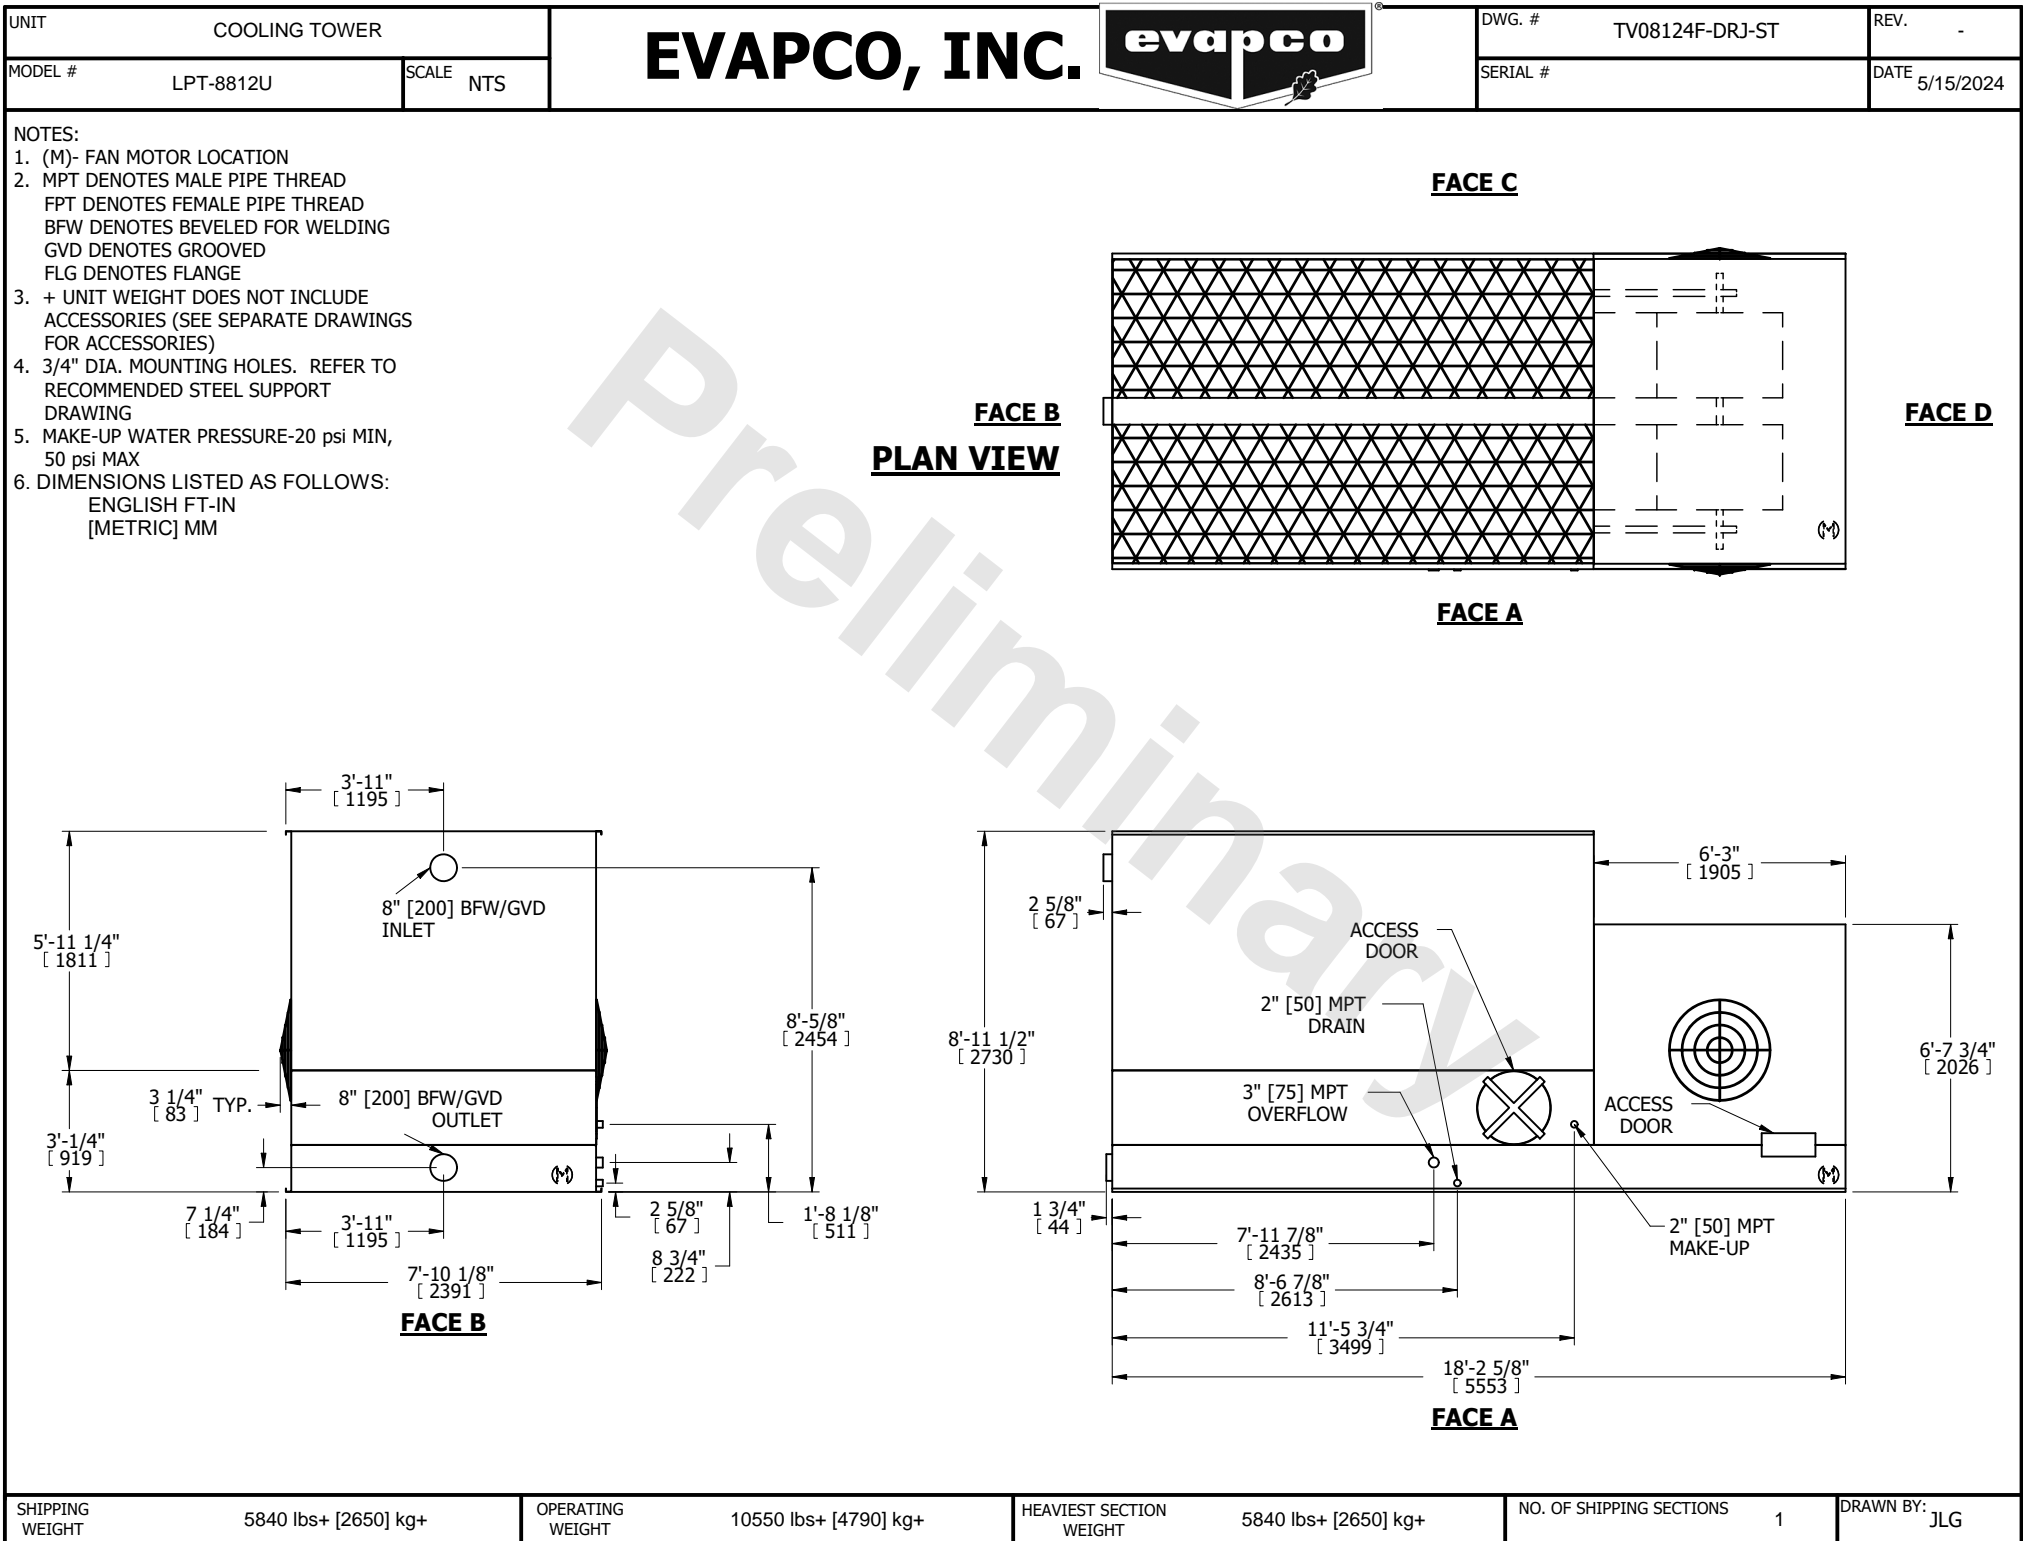 UNIT
COOLING TOWER
MODEL #
LPT-8812U
SCALE
NTS
EVAPCO, INC.
evapco
®
DWG. #
TV08124F-DRJ-ST
REV.
-
SERIAL #
DATE
5/15/2024
NOTES:
1. (M)- FAN MOTOR LOCATION
2. MPT DENOTES MALE PIPE THREAD
FPT DENOTES FEMALE PIPE THREAD
BFW DENOTES BEVELED FOR WELDING
GVD DENOTES GROOVED
FLG DENOTES FLANGE
3. + UNIT WEIGHT DOES NOT INCLUDE
ACCESSORIES (SEE SEPARATE DRAWINGS
FOR ACCESSORIES)
4. 3/4" DIA. MOUNTING HOLES. REFER TO
RECOMMENDED STEEL SUPPORT
DRAWING
5. MAKE-UP WATER PRESSURE-20 psi MIN,
50 psi MAX
6. DIMENSIONS LISTED AS FOLLOWS:
ENGLISH FT-IN
[METRIC] MM
Preliminary
FACE C
FACE B
PLAN VIEW
FACE D
(M)
FACE A
3'-11"
[ 1195 ]
8" [200] BFW/GVD
INLET
5'-11 1/4"
[ 1811 ]
8'-5/8"
[ 2454 ]
3 1/4"
[ 83 ]
TYP.
8" [200] BFW/GVD
OUTLET
3'-1/4"
[ 919 ]
(M)
7 1/4"
[ 184 ]
3'-11"
[ 1195 ]
2 5/8"
[ 67 ]
1'-8 1/8"
[ 511 ]
8 3/4"
[ 222 ]
7'-10 1/8"
[ 2391 ]
FACE B
6'-3"
[ 1905 ]
2 5/8"
[ 67 ]
ACCESS
DOOR
2" [50] MPT
DRAIN
8'-11 1/2"
[ 2730 ]
6'-7 3/4"
[ 2026 ]
3" [75] MPT
OVERFLOW
ACCESS
DOOR
(M)
1 3/4"
[ 44 ]
2" [50] MPT
MAKE-UP
7'-11 7/8"
[ 2435 ]
8'-6 7/8"
[ 2613 ]
11'-5 3/4"
[ 3499 ]
18'-2 5/8"
[ 5553 ]
FACE A
SHIPPING
WEIGHT
5840 lbs+ [2650] kg+
OPERATING
WEIGHT
10550 lbs+ [4790] kg+
HEAVIEST SECTION
WEIGHT
5840 lbs+ [2650] kg+
NO. OF SHIPPING SECTIONS
1
DRAWN BY:
JLG